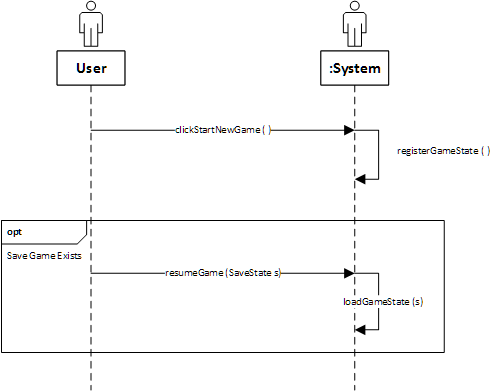 User
:System
clickStartNewGame ( )
registerGameState ( )
opt
Save Game Exists
resumeGame (SaveState s)
loadGameState (s)